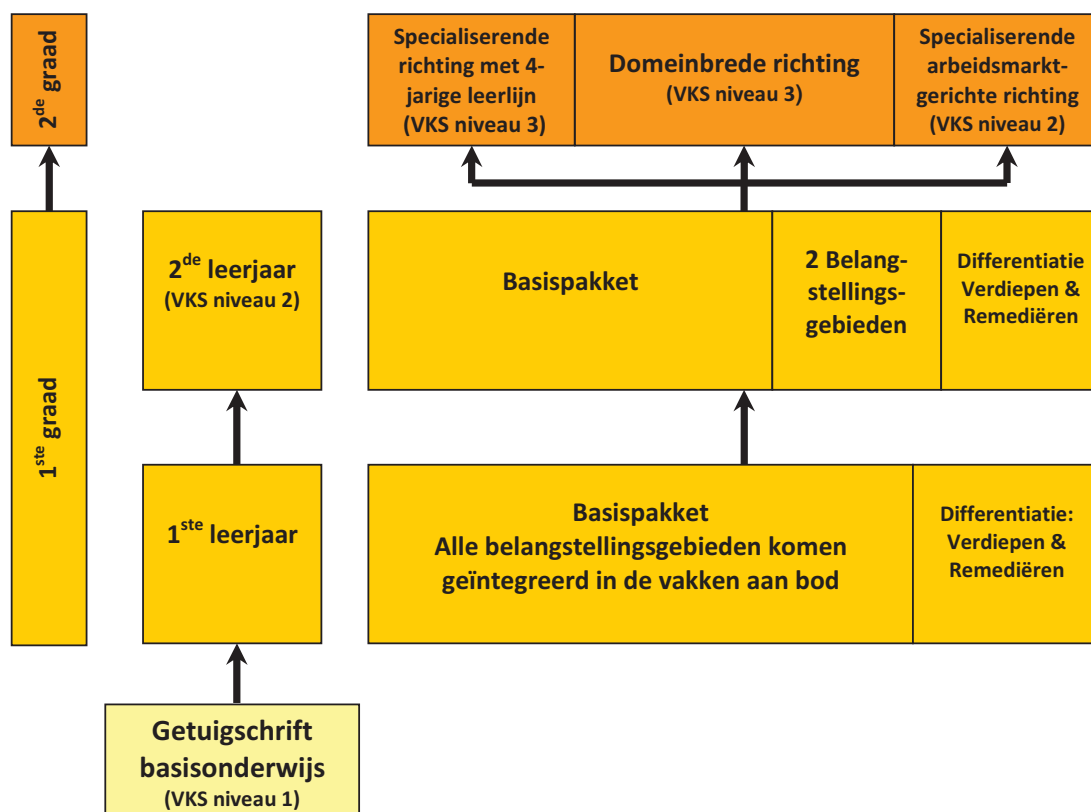 2de graad
Specialiserende
richting met 4-
jarige leerlijn
(VKS niveau 3)
Domeinbrede richting
(VKS niveau 3)
Specialiserende
arbeidsmarkt-
gerichte richting
(VKS niveau 2)
1ste graad
2de leerjaar
(VKS niveau 2)
Basispakket
2 Belang-
stellings-
gebieden
Differentiatie
Verdiepen &
Remediëren
1ste leerjaar
Basispakket
Alle belangstellingsgebieden komen
geïntegreerd in de vakken aan bod
Differentiatie:
Verdiepen &
Remediëren
Getuigschrift
basisonderwijs
(VKS niveau 1)